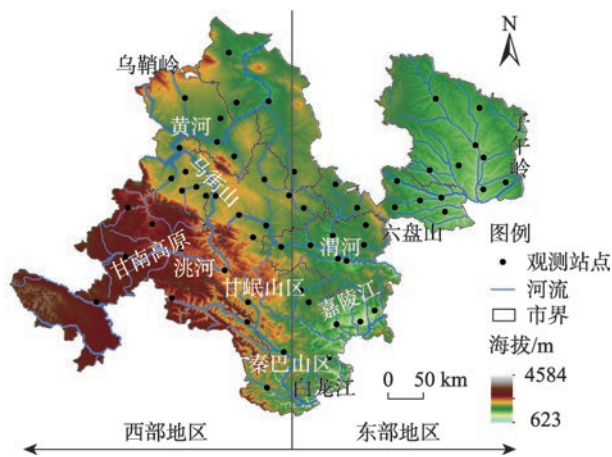 N
乌鞘岭
黄河
马衔山
子午岭
六盘山
甘南高原
洮河
渭河
甘岷山区
嘉陵江
秦巴山区
白龙江
图例
观测站点
河流
市界
海拔/m
4584
623
0 50 km
西部地区
东部地区